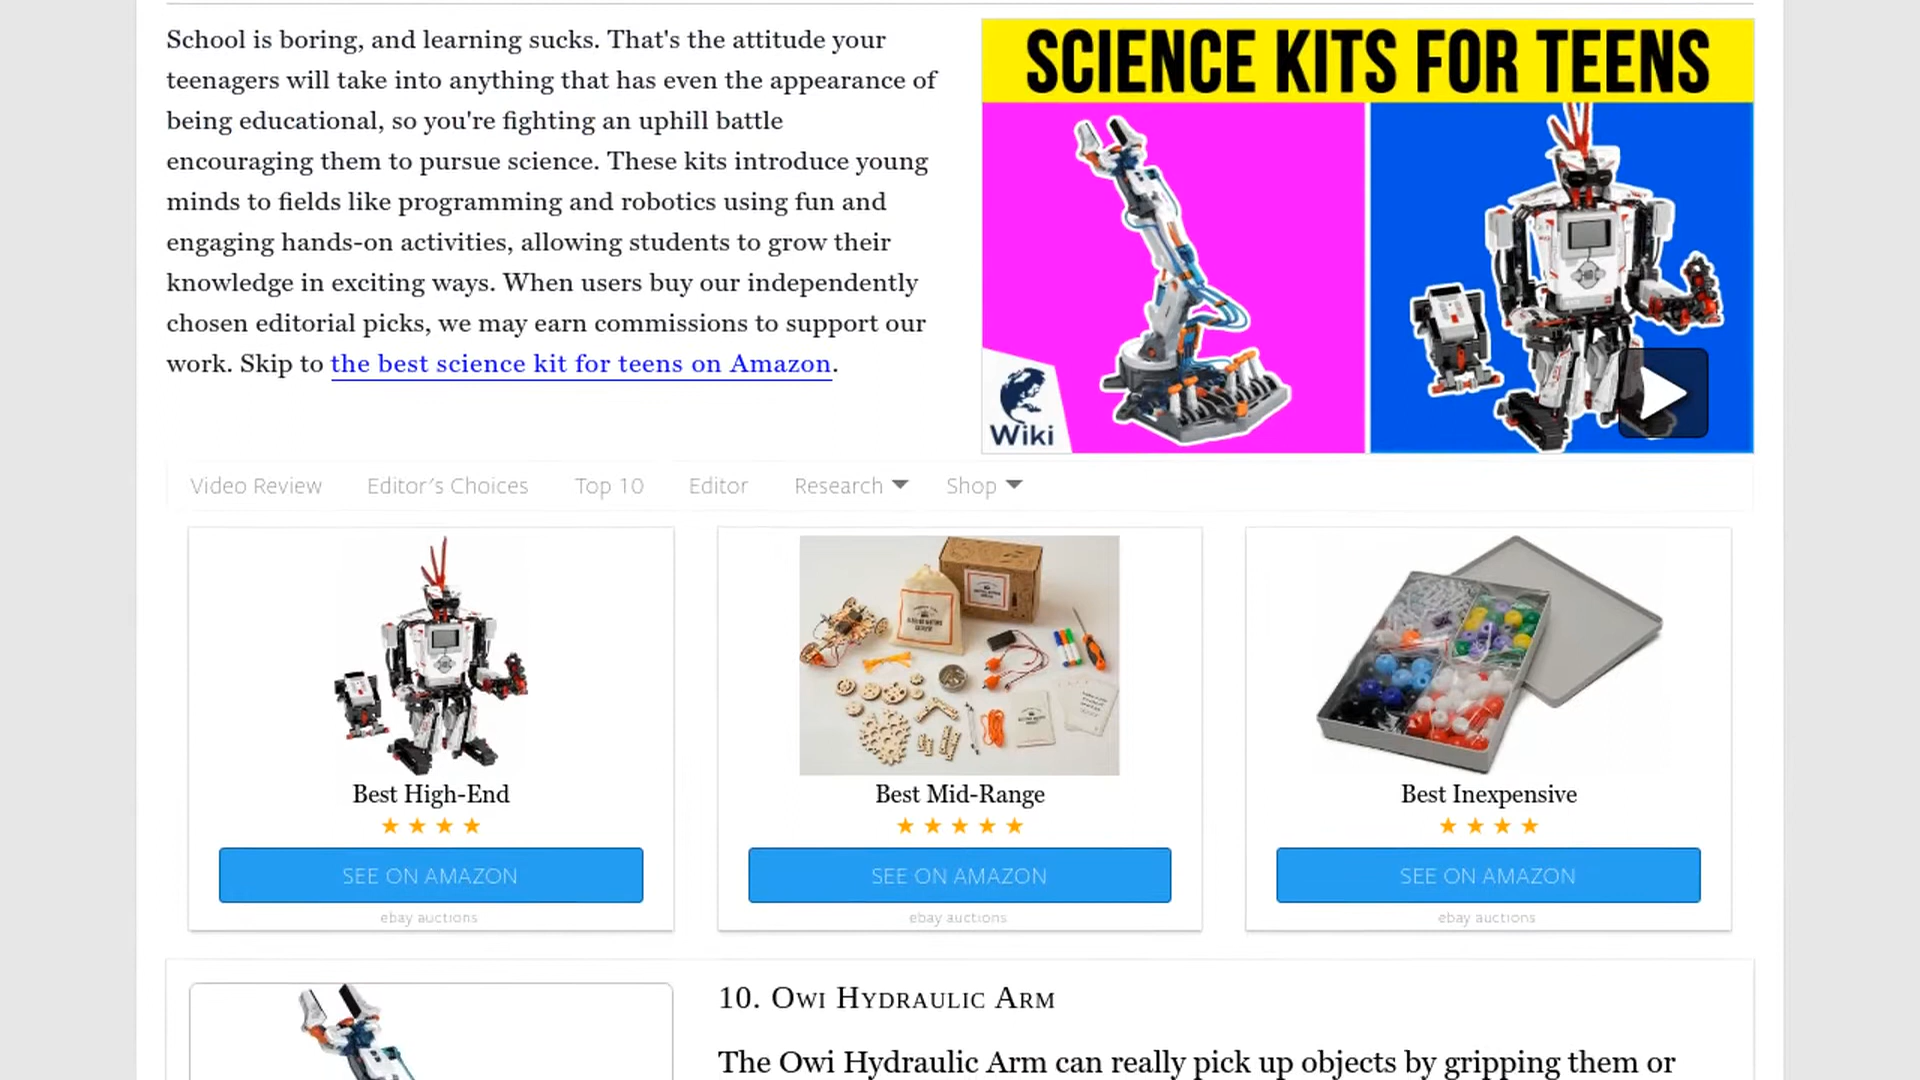 School is boring, and learning sucks. That's the attitude your
teenagers will take into anything that has even the appearance of
being educational, so you're fighting an uphill battle
encouraging them to pursue science. These kits introduce young
minds to fields like programming and robotics using fun and
engaging hands-on activities, allowing students to grow their
knowledge in exciting ways. When users buy our independently
chosen editorial picks, we may earn commissions to support our
work. Skip to the best science kit for teens on Amazon.
SCIENCE KITS FOR TEENS
Wiki
Video Review Editor's Choices Top 10 Editor Research Shop
Best High-End
SEE ON AMAZON
ebay auctions
Best Mid-Range
SEE ON AMAZON
ebay auctions
Best Inexpensive
SEE ON AMAZON
ebay auctions
10. Owi Hydraulic Arm
The Owi Hydraulic Arm can really pick up objects by gripping them or